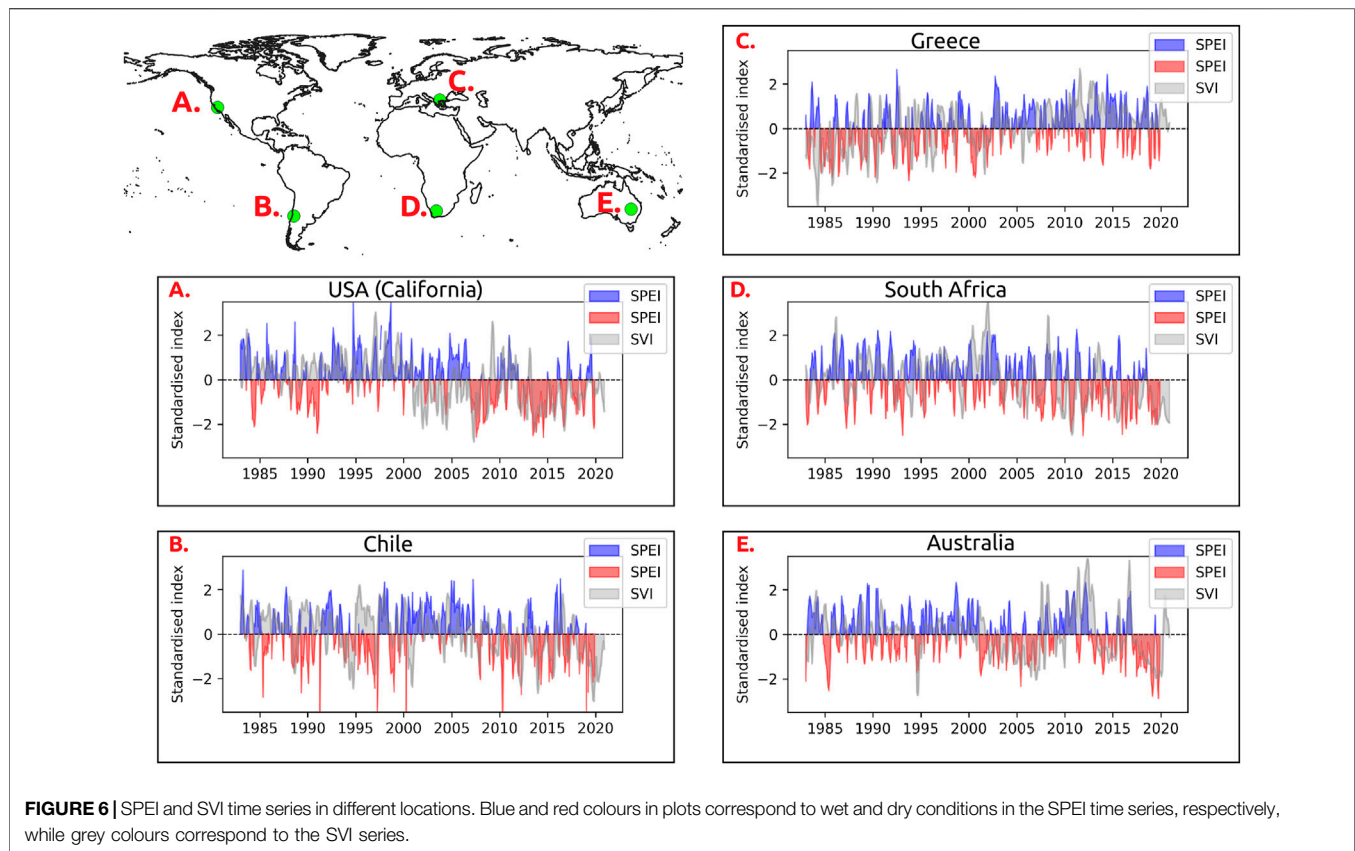 A.
B.
C.
D.
E.
C.
Greece
SPEI
SPEI
SVI
Standardised index
2
0
−2
1985 1990 1995 2000 2005 2010 2015 2020
A.
USA (California)
SPEI
SPEI
SVI
Standardised index
2
0
−2
1985 1990 1995 2000 2005 2010 2015 2020
D.
South Africa
SPEI
SPEI
SVI
Standardised index
2
0
−2
1985 1990 1995 2000 2005 2010 2015 2020
B.
Chile
SPEI
SPEI
SVI
Standardised index
2
0
−2
1985 1990 1995 2000 2005 2010 2015 2020
E.
Australia
SPEI
SPEI
SVI
Standardised index
2
0
−2
1985 1990 1995 2000 2005 2010 2015 2020
FIGURE 6 | SPEI and SVI time series in different locations. Blue and red colours in plots correspond to wet and dry conditions in the SPEI time series, respectively,
while grey colours correspond to the SVI series.